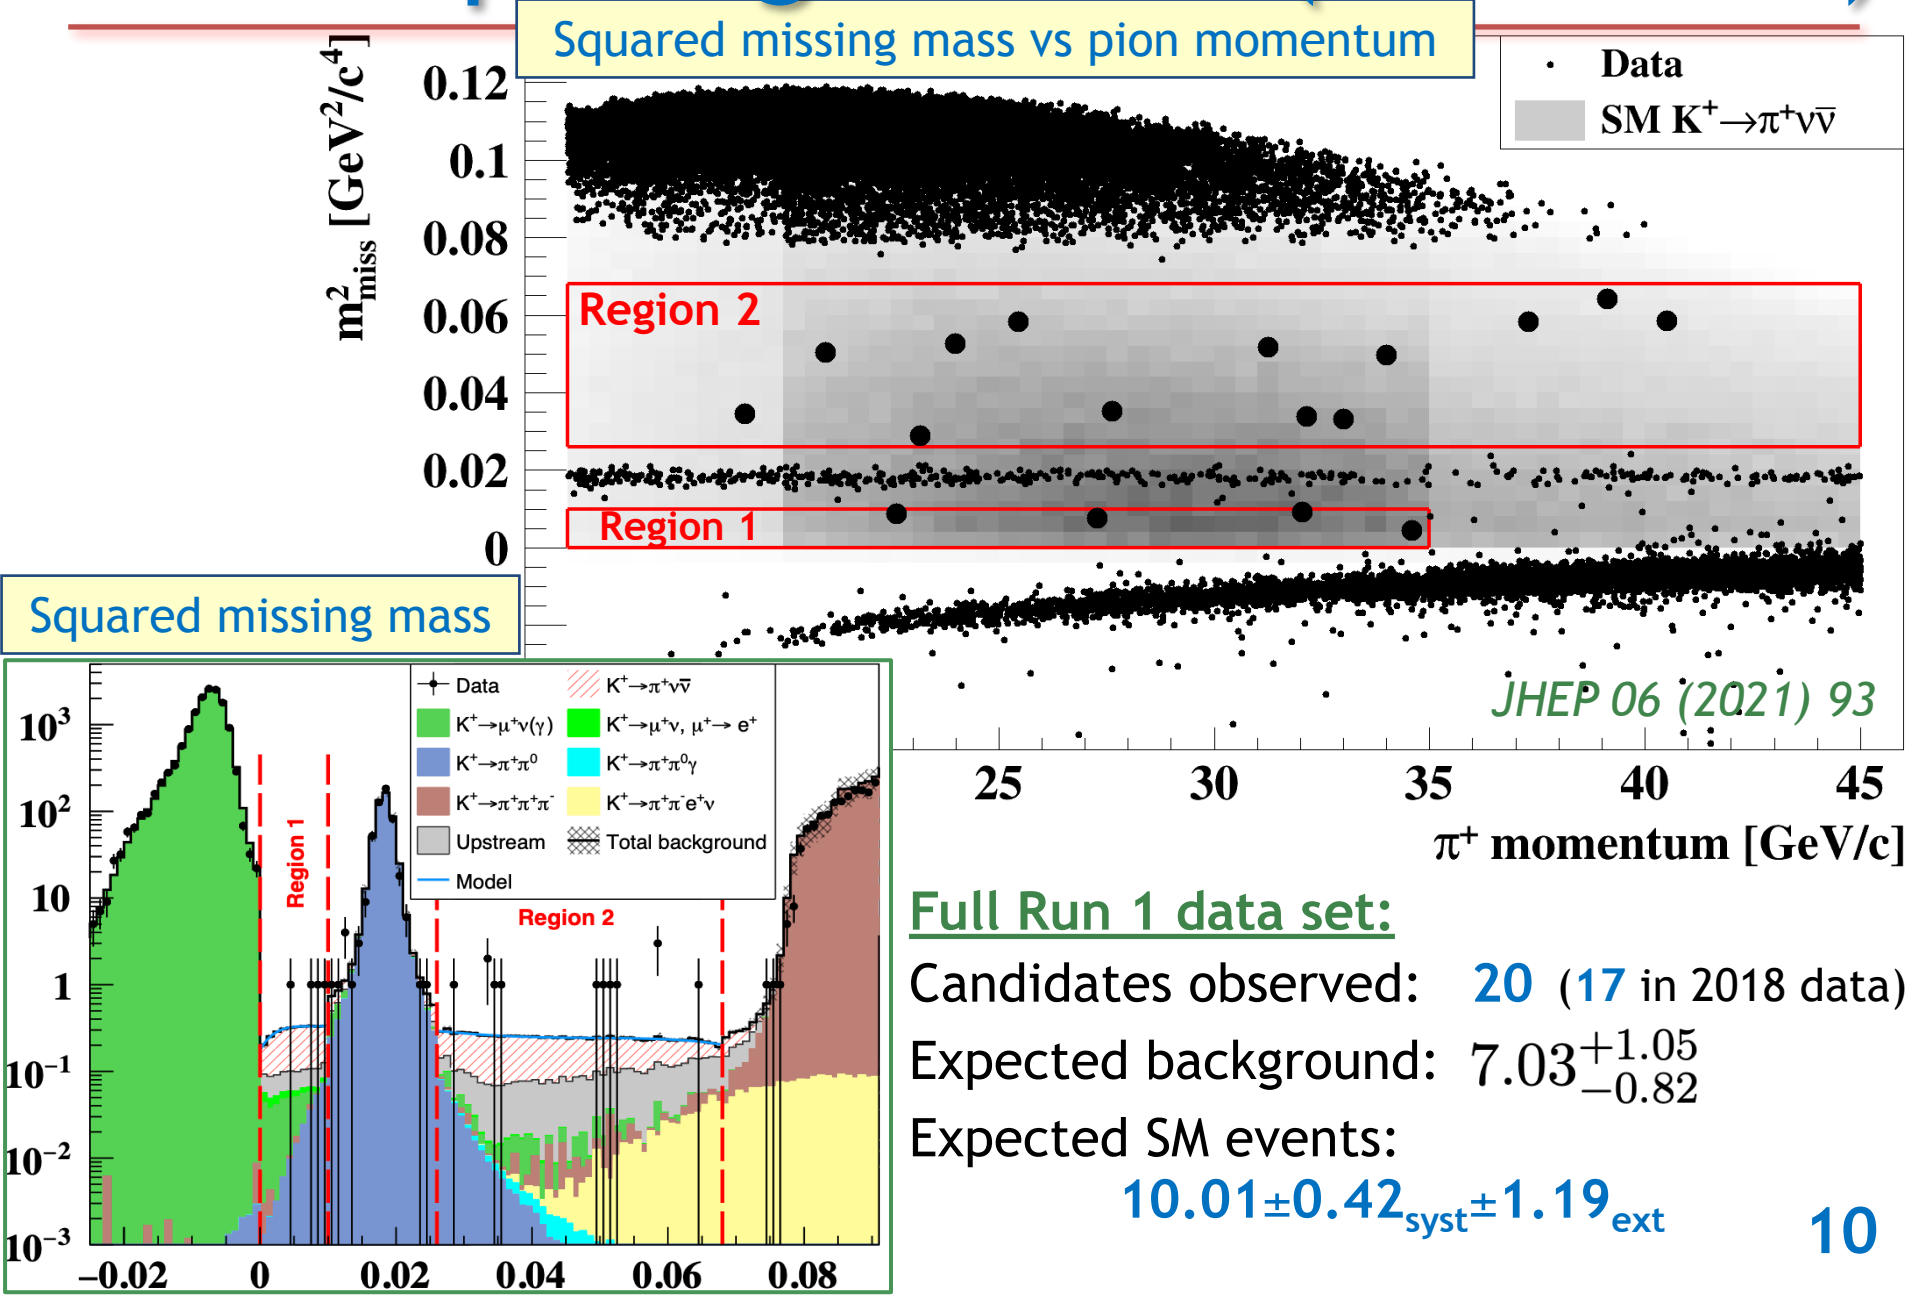 Squared missing mass vs pion momentum
Data
SM K⁺→π⁺νν̅
m²miss [GeV²/c⁴]
0.12
0.1
0.08
0.06
0.04
0.02
0
Region 2
Region 1
JHEP 06 (2021) 93
25 30 35 40 45
π⁺ momentum [GeV/c]
Squared missing mass
Data
K⁺→π⁺νν̅
K⁺→μ⁺ν(γ)
K⁺→μ⁺ν, μ⁺→ e⁺
K⁺→π⁺π⁰
K⁺→π⁺π⁰γ
K⁺→π⁺π⁺π⁻
K⁺→π⁺π⁻e⁺ν
Upstream
Total background
Model
Region 1
Region 2
10³
10²
10
1
10⁻¹
10⁻²
10⁻³
−0.02 0 0.02 0.04 0.06 0.08
Full Run 1 data set:
Candidates observed: 20 (17 in 2018 data)
Expected background: 7.03 +1.05 −0.82
Expected SM events:
10.01±0.42syst±1.19ext
10